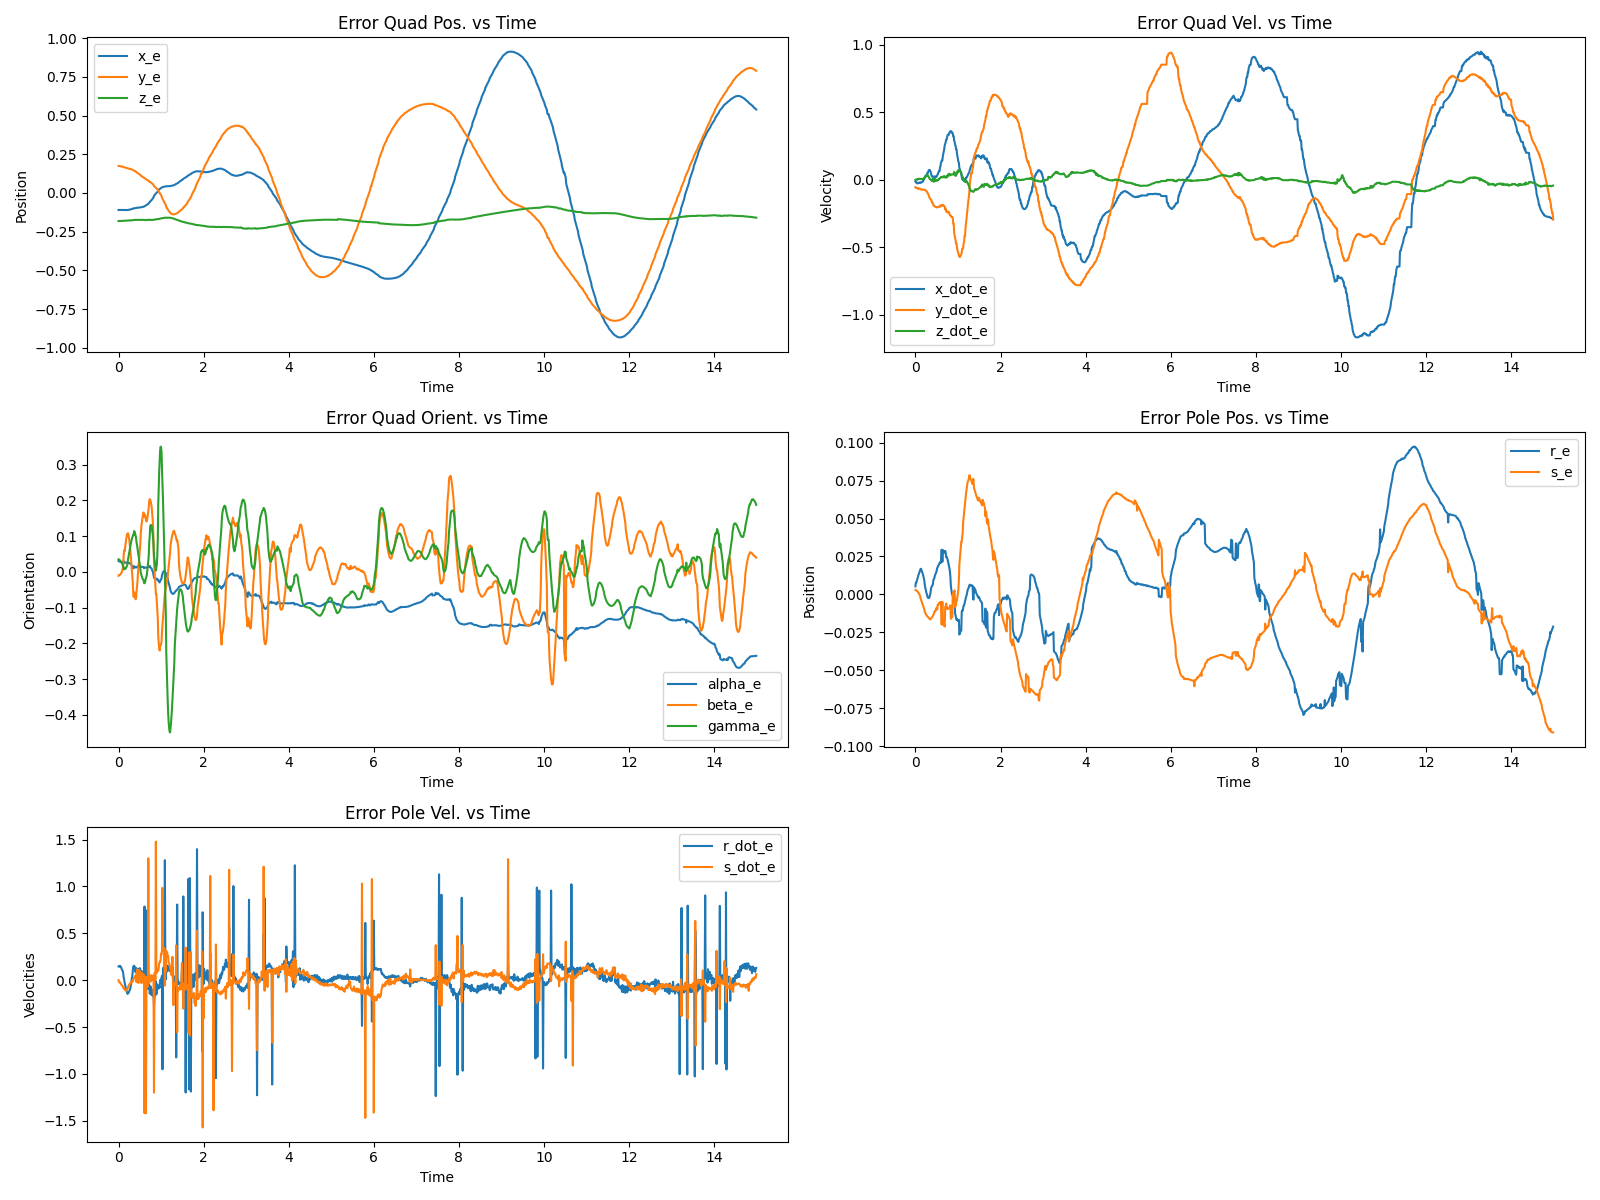 Error Quad Pos. vs Time
1.00
0.75
0.50
0.25
0.00
−0.25
−0.50
−0.75
−1.00
Position
x_e
y_e
z_e
0 2 4 6 8 10 12 14
Time
Error Quad Vel. vs Time
1.0
0.5
0.0
−0.5
−1.0
Velocity
x_dot_e
y_dot_e
z_dot_e
0 2 4 6 8 10 12 14
Time
Error Quad Orient. vs Time
0.3
0.2
0.1
0.0
−0.1
−0.2
−0.3
−0.4
Orientation
alpha_e
beta_e
gamma_e
0 2 4 6 8 10 12 14
Time
Error Pole Pos. vs Time
0.100
0.075
0.050
0.025
0.000
−0.025
−0.050
−0.075
−0.100
Position
r_e
s_e
0 2 4 6 8 10 12 14
Time
Error Pole Vel. vs Time
1.5
1.0
0.5
0.0
−0.5
−1.0
−1.5
Velocities
r_dot_e
s_dot_e
0 2 4 6 8 10 12 14
Time